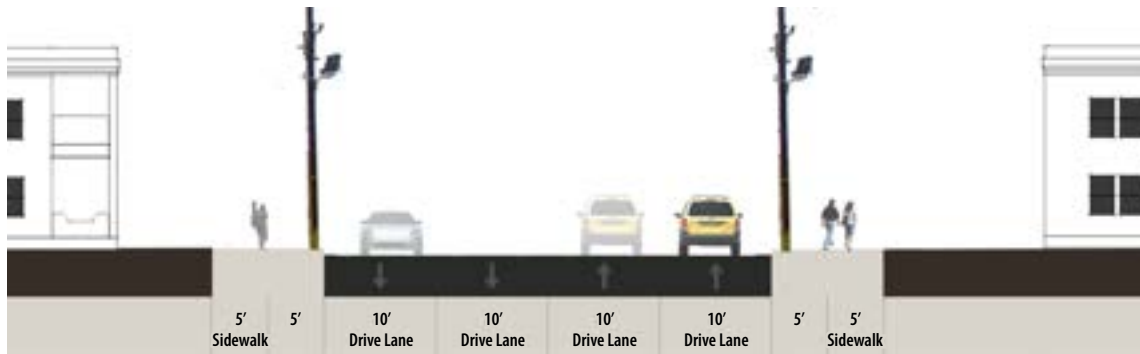 5′ 5′ 10′ 10′ 10′ 10′ 5′ 5′
Sidewalk Drive Lane Drive Lane Drive Lane Drive Lane Sidewalk